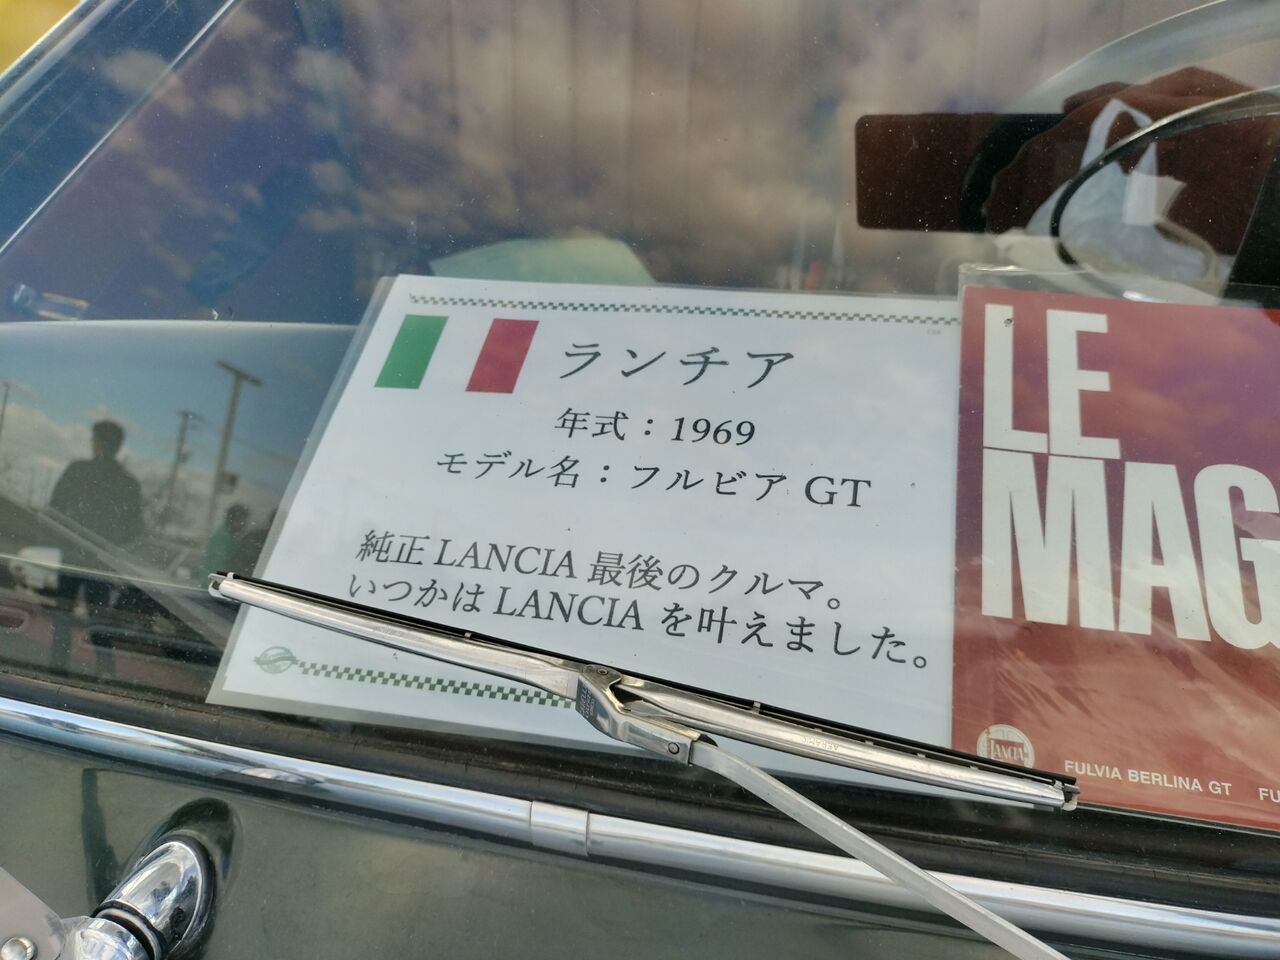 ランチア
年式：1969
モデル名：フルビア GT
純正 LANCIA 最後のクルマ。
いつかは LANCIA を叶えました。
LE
MAG
LANCIA
FULVIA BERLINA GT FU